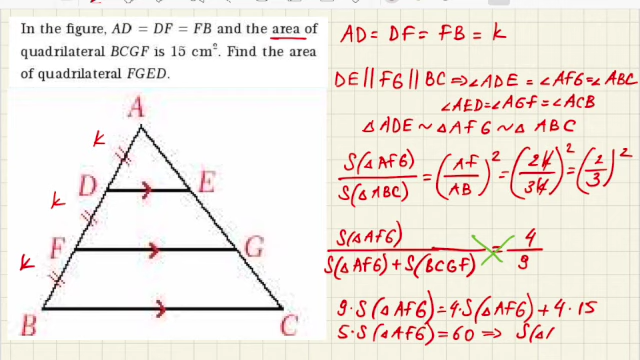 In the figure, AD = DF = FB and the area of
quadrilateral BCGF is 15 cm². Find the area
of quadrilateral FGED.
A
k
D
E
k
F
G
k
B
C
AD = DF = FB = k
DE || FG || BC ⇒ ∠ADE = ∠AFG = ∠ABC
∠AED = ∠AGF = ∠ACB
△ADE ~ △AFG ~ △ABC
S(△AFG)/S(△ABC) = (AF/AB)² = (2k/3k)² = (2/3)²
S(△AFG)/(S(△AFG) + S(BCGF)) = 4/9
9·S(△AFG) = 4·S(△AFG) + 4·15
5·S(△AFG) = 60 ⇒ S(△